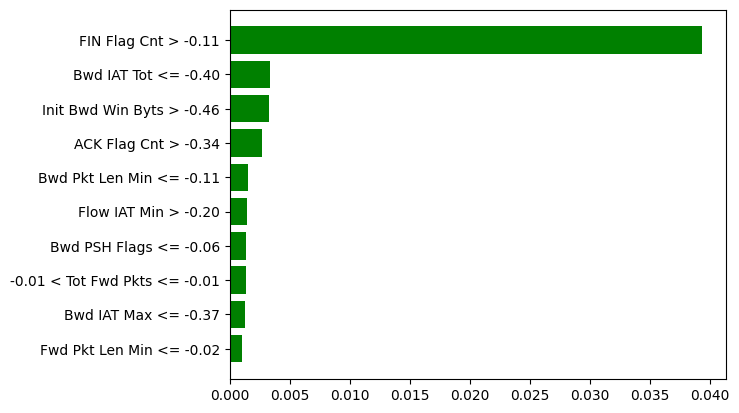 FIN Flag Cnt > -0.11
Bwd IAT Tot <= -0.40
Init Bwd Win Byts > -0.46
ACK Flag Cnt > -0.34
Bwd Pkt Len Min <= -0.11
Flow IAT Min > -0.20
Bwd PSH Flags <= -0.06
-0.01 < Tot Fwd Pkts <= -0.01
Bwd IAT Max <= -0.37
Fwd Pkt Len Min <= -0.02
0.000 0.005 0.010 0.015 0.020 0.025 0.030 0.035 0.040